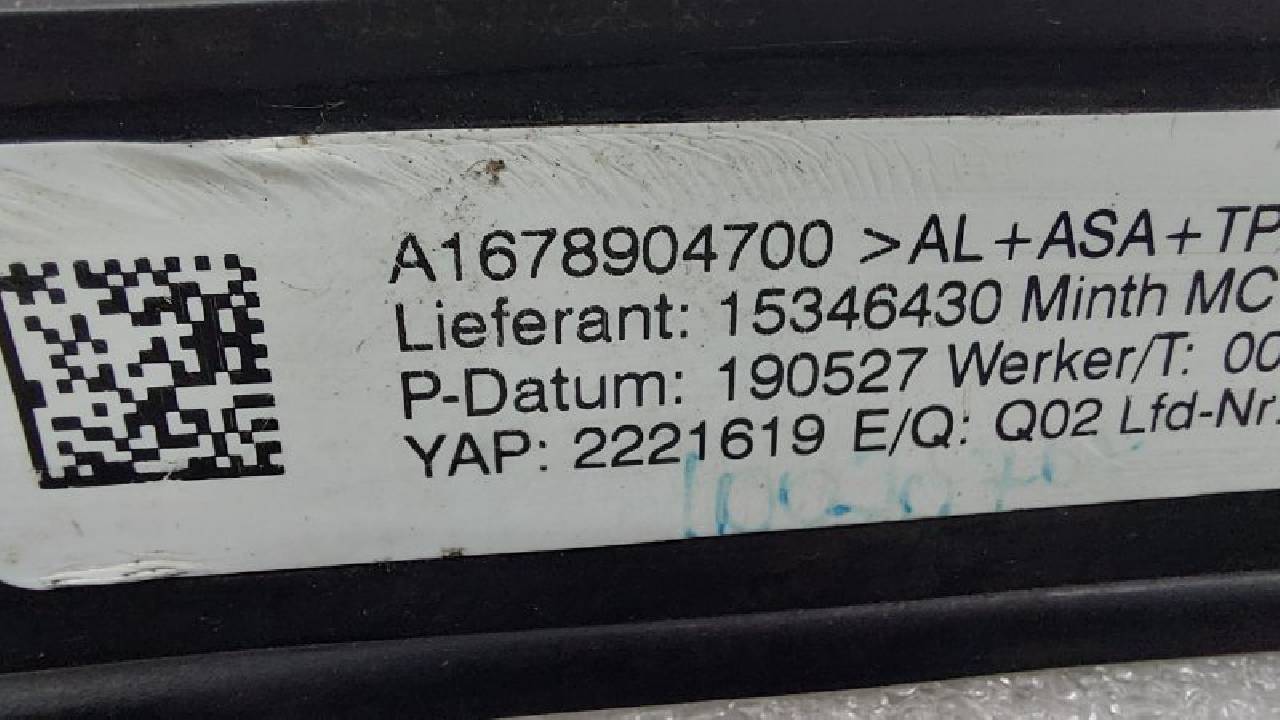 A1678904700 >AL+ASA+TP
Lieferant: 15346430 Minth MC
P-Datum: 190527 Werker/T: 00
YAP: 2221619 E/Q: Q02 Lfd-Nr.